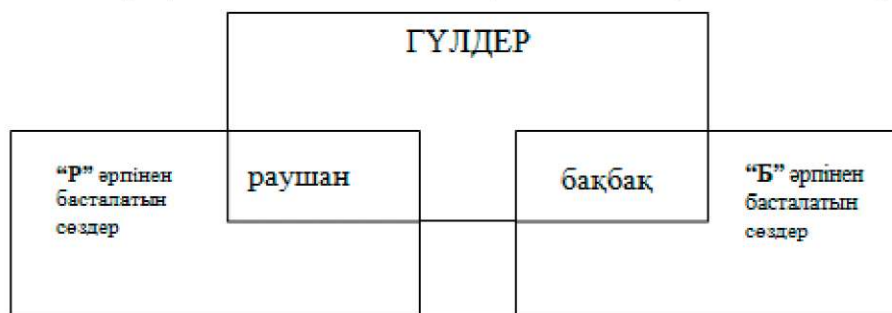 ГҮЛДЕР
“Р” әрпінен
басталатын
сөздер
раушан
бақбақ
“Б” әрпінен
басталатын
сөздер